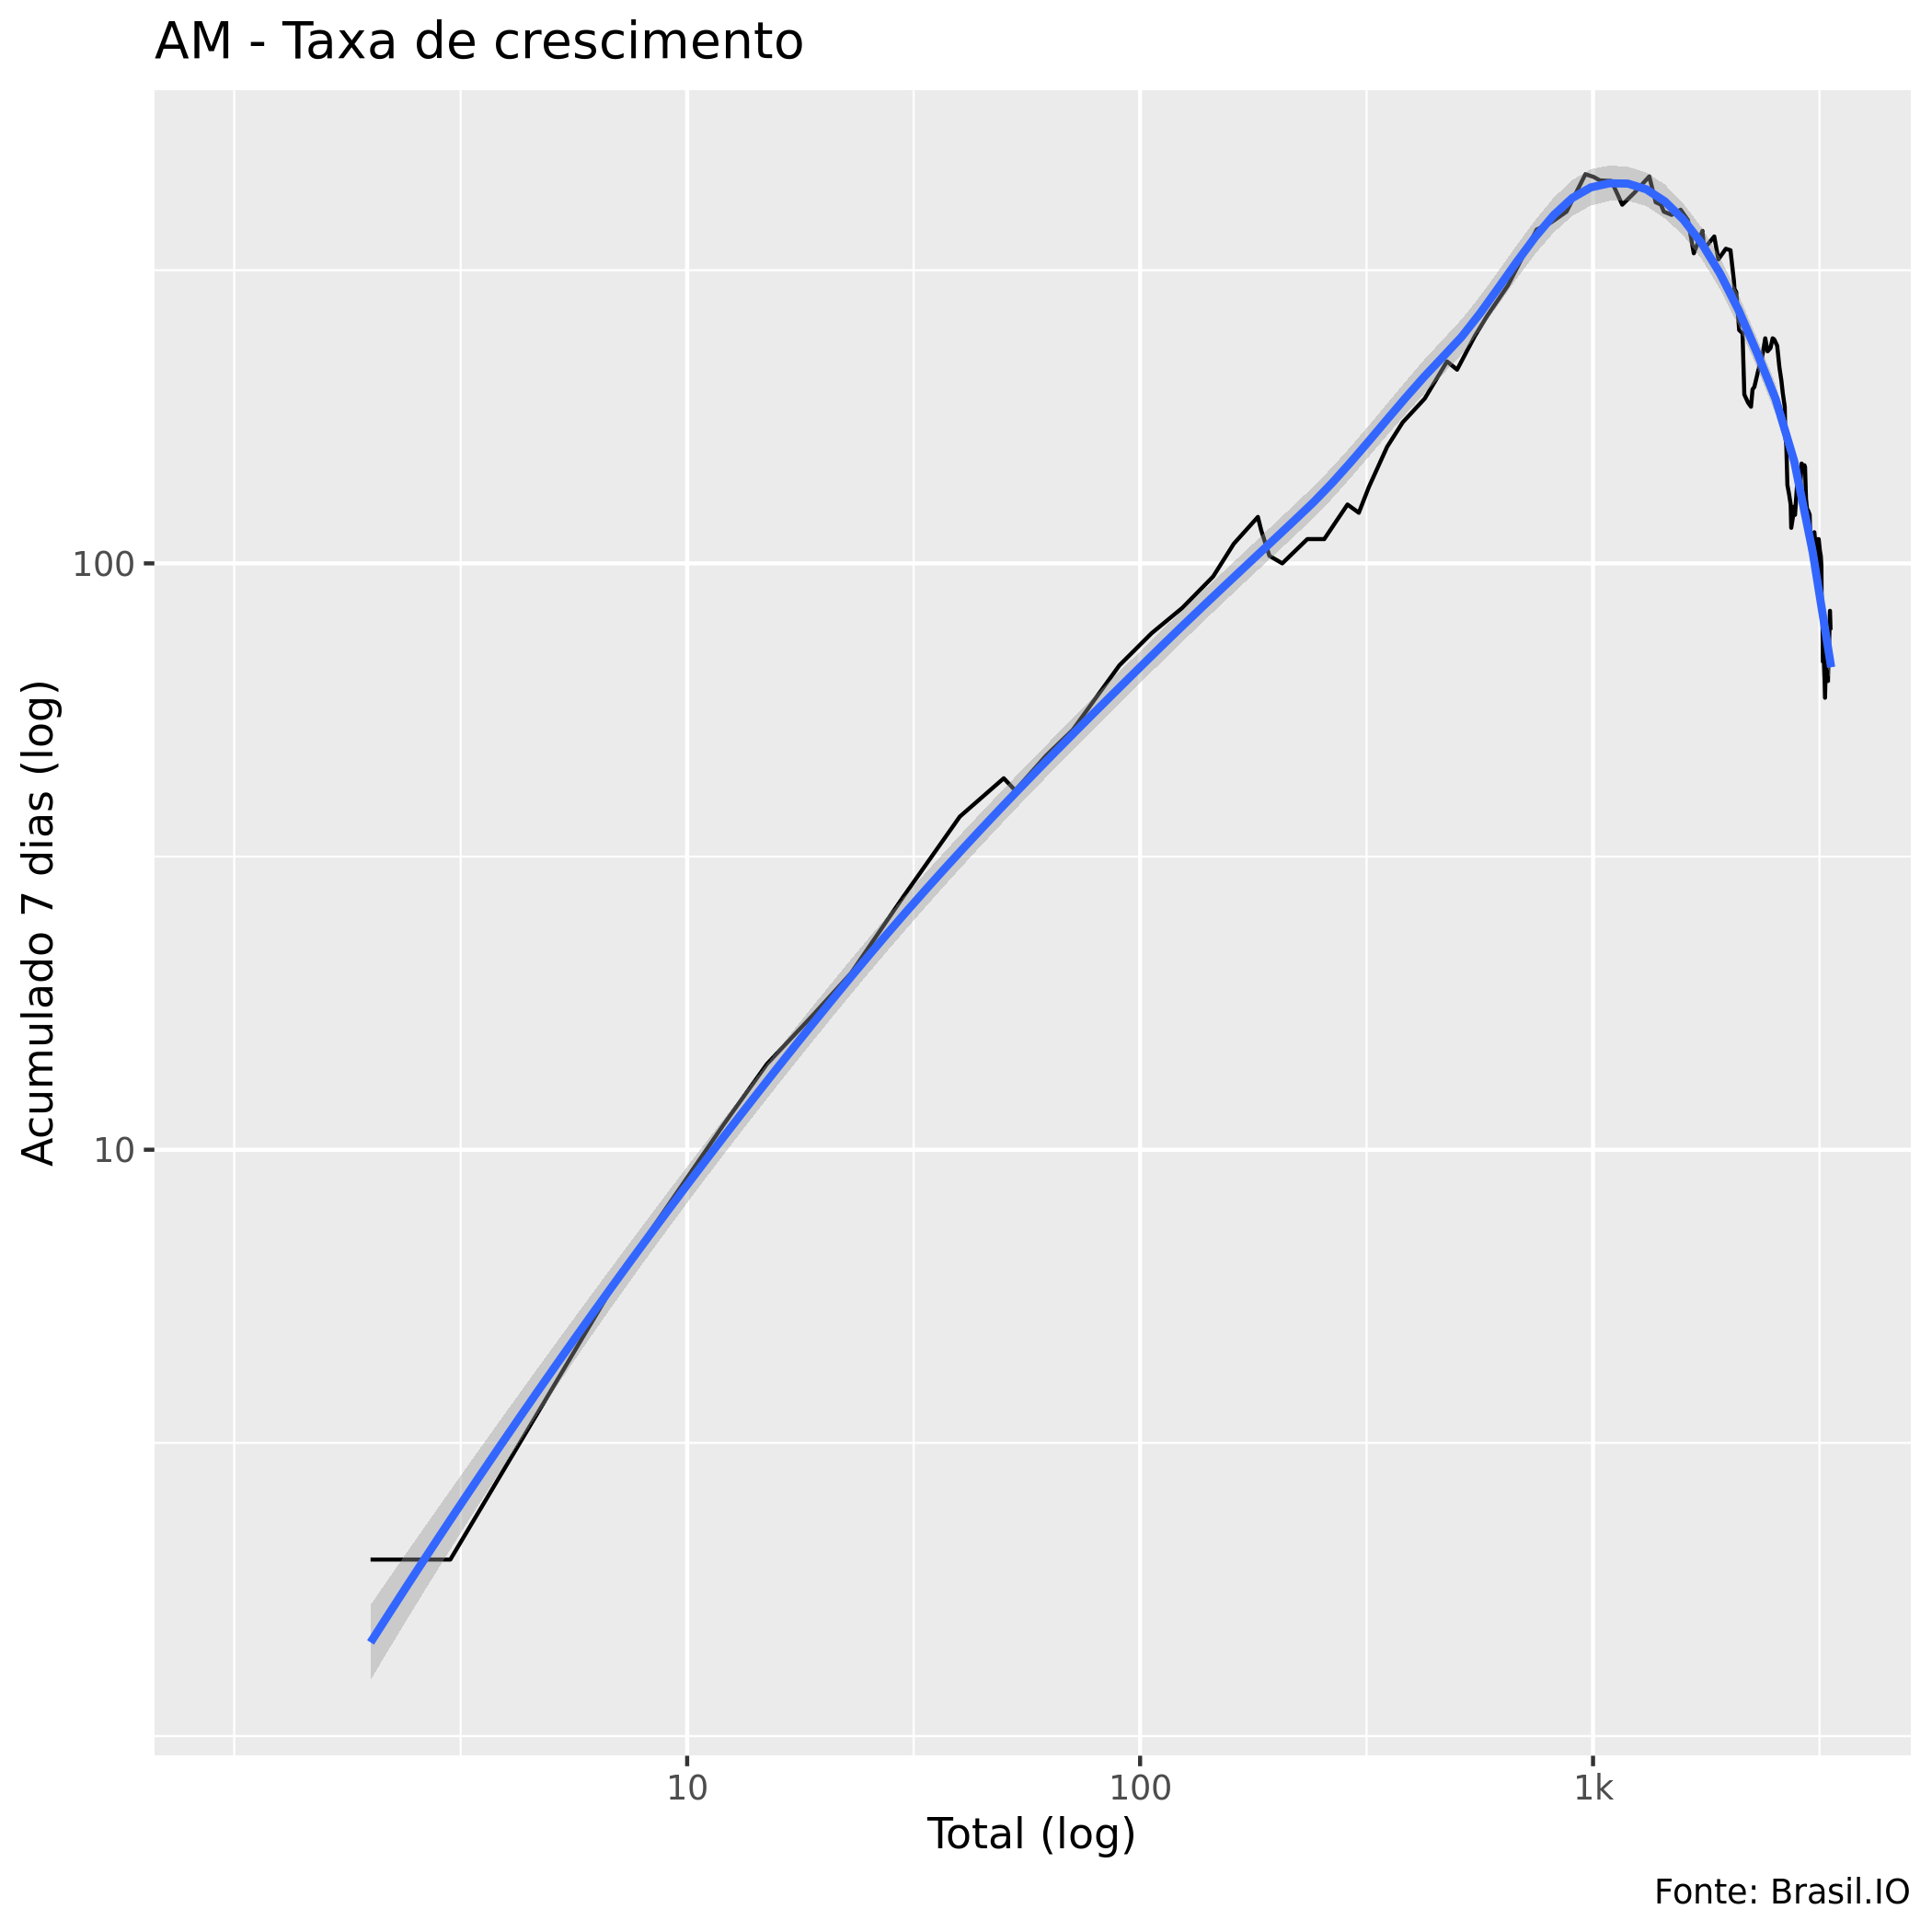 AM - Taxa de crescimento
Acumulado 7 dias (log)
100
10
10
100
1k
Total (log)
Fonte: Brasil.IO